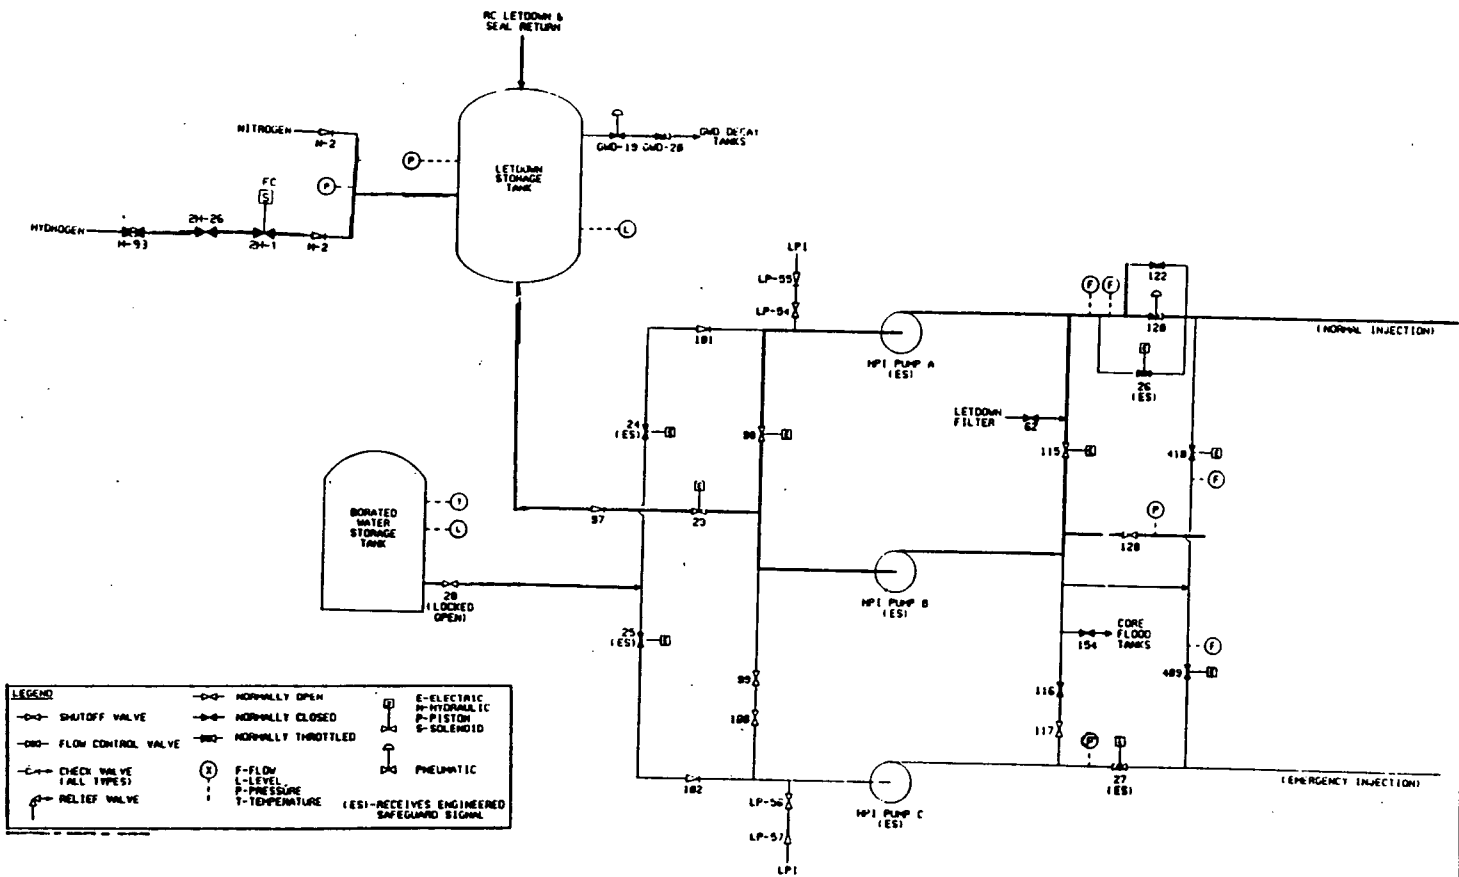 RC LETDOWN &
SEAL RETURN
NITROGEN
N-2
P
P
LETDOWN
STORAGE
TANK
GWD-19 GWD-20
GWD DECAY
TANKS
FC
S
HYDROGEN
H-93
2H-26
2H-1
H-2
L
LPI
LP-55
LP-54
101
HPI PUMP A
(ES)
F
F
122
120
E
26
(ES)
(NORMAL INJECTION)
24
(ES)
E
98
E
LETDOWN
FILTER
62
115
E
410
E
F
BORATED
WATER
STORAGE
TANK
T
L
97
E
23
P
128
28
(LOCKED
OPEN)
HPI PUMP B
(ES)
25
(ES)
E
154
CORE
FLOOD
TANKS
F
409
E
99
100
116
117
102
LP-56
LP-57
LPI
HPI PUMP C
(ES)
P
E
27
(ES)
(EMERGENCY INJECTION)
LEGEND
SHUTOFF VALVE
FLOW CONTROL VALVE
CHECK VALVE
(ALL TYPES)
RELIEF VALVE
NORMALLY OPEN
NORMALLY CLOSED
NORMALLY THROTTLED
X
F-FLOW
L-LEVEL
P-PRESSURE
T-TEMPERATURE
E-ELECTRIC
H-HYDRAULIC
P-PISTON
S-SOLENOID
PNEUMATIC
(ES)-RECEIVES ENGINEERED
SAFEGUARD SIGNAL